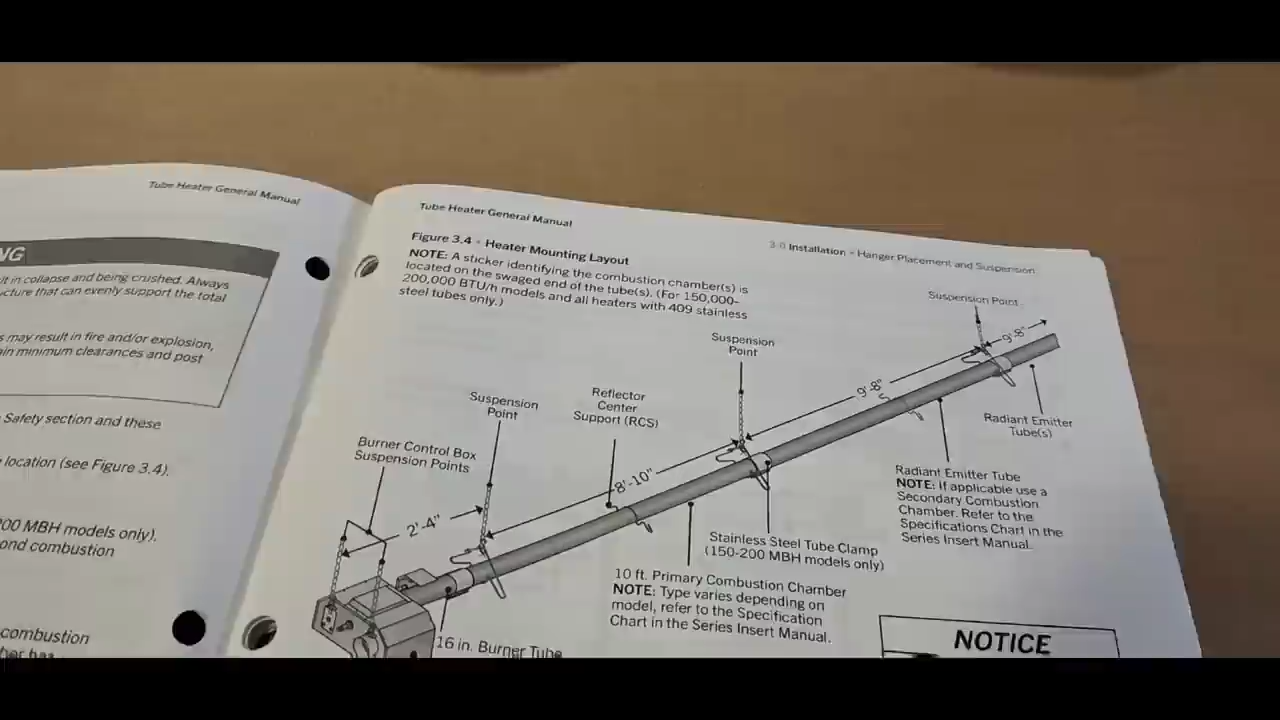 Tube Heater General Manual
NG
lt in collapse and being crushed. Always
ucture that can evenly support the total
s may result in fire and/or explosion,
ain minimum clearances and post
Safety section and these
location (see Figure 3.4).
00 MBH models only).
ond combustion
combustion
Tube Heater General Manual
3.0 Installation - Hanger Placement and Suspension
Figure 3.4 - Heater Mounting Layout
NOTE: A sticker identifying the combustion chamber(s) is
located on the swaged end of the tube(s). (For 150,000-
200,000 BTU/h models and all heaters with 409 stainless
steel tubes only.)
Suspension Point
9'-8"
Suspension
Point
9'-8"
Reflector
Center
Support (RCS)
Suspension
Point
Radiant Emitter
Tube(s)
Burner Control Box
Suspension Points
8'-10"
2'-4"
Radiant Emitter Tube
NOTE: If applicable use a
Secondary Combustion
Chamber. Refer to the
Specifications Chart in the
Series Insert Manual.
Stainless Steel Tube Clamp
(150-200 MBH models only)
10 ft. Primary Combustion Chamber
NOTE: Type varies depending on
model, refer to the Specification
Chart in the Series Insert Manual.
16 in. Burner Tube
NOTICE